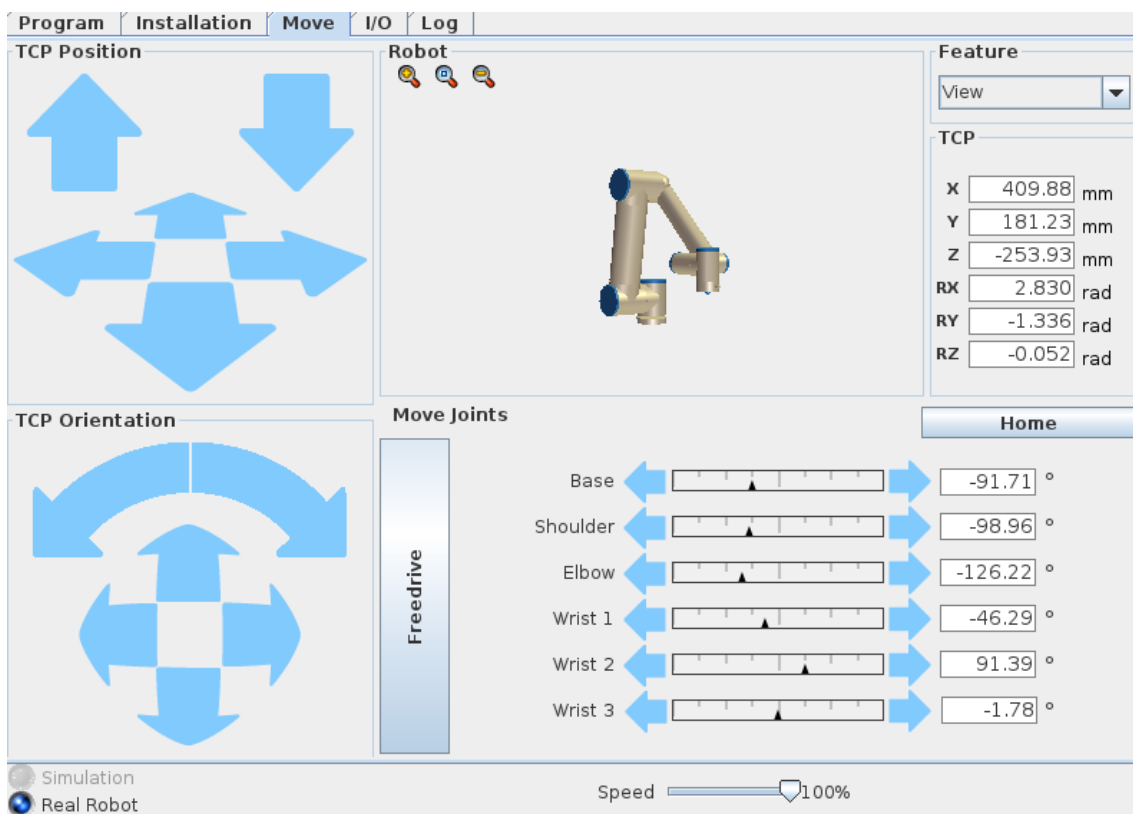 Program Installation Move I/O Log
TCP Position
Robot
Feature
View
TCP
X 409.88 mm
Y 181.23 mm
Z -253.93 mm
RX 2.830 rad
RY -1.336 rad
RZ -0.052 rad
TCP Orientation
Move Joints
Home
Freedrive
Base -91.71 °
Shoulder -98.96 °
Elbow -126.22 °
Wrist 1 -46.29 °
Wrist 2 91.39 °
Wrist 3 -1.78 °
Simulation
Real Robot
Speed 100%